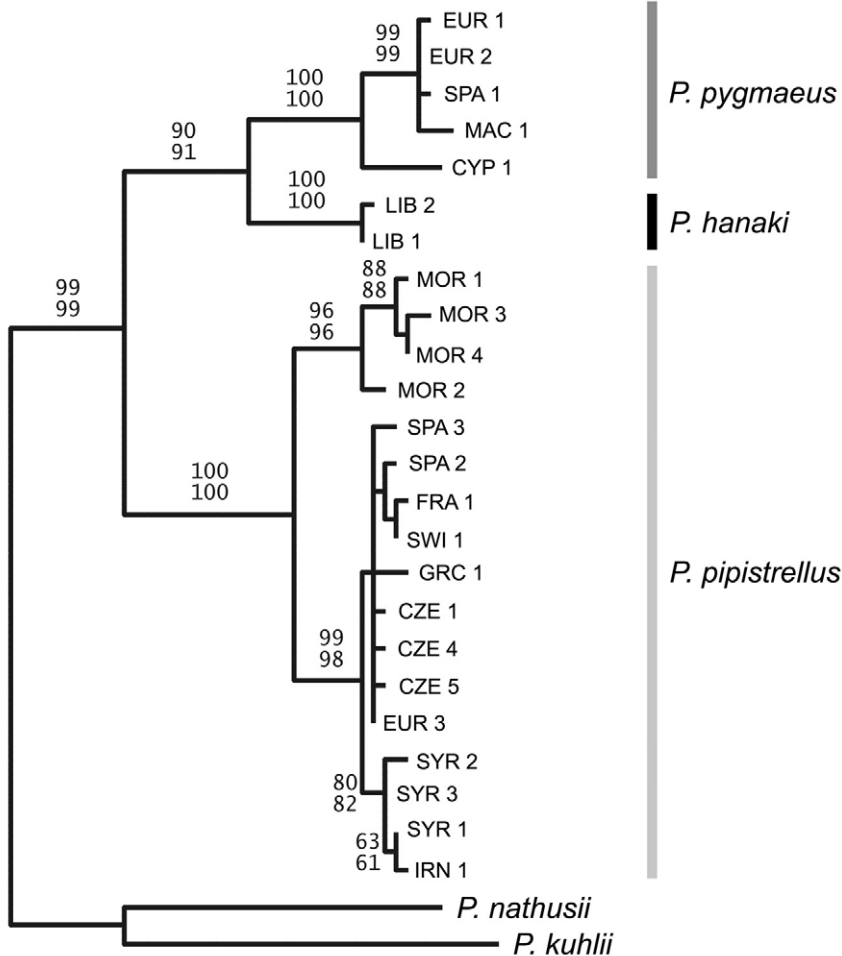 EUR 1
99
99
EUR 2
100
100
SPA 1
P. pygmaeus
MAC 1
90
91
CYP 1
100
100
LIB 2
P. hanaki
LIB 1
88
88
MOR 1
99
99
96
96
MOR 3
MOR 4
MOR 2
SPA 3
SPA 2
100
100
FRA 1
SWI 1
GRC 1
P. pipistrellus
CZE 1
99
98
CZE 4
CZE 5
EUR 3
SYR 2
80
82
SYR 3
SYR 1
63
61
IRN 1
P. nathusii
P. kuhlii